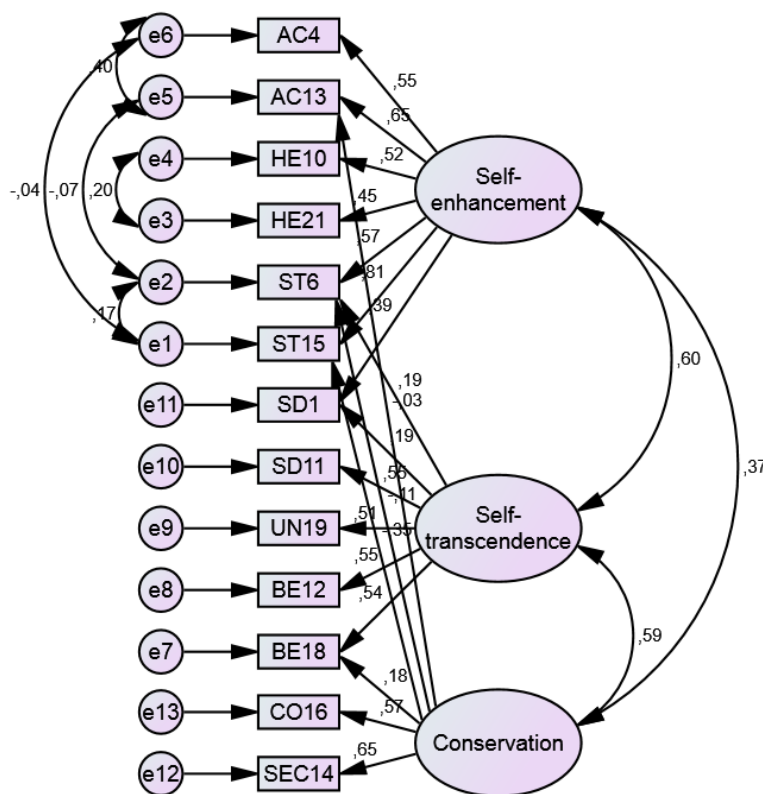 e6
AC4
,55
,40
e5
AC13
,65
e4
HE10
,52
Self-
enhancement
-,04
-,07
,20
,45
e3
HE21
,57
e2
ST6
,81
,39
,17
e1
ST15
,60
,19
-,03
e11
SD1
,19
e10
SD11
,55
-,11
,37
,51
-,35
e9
UN19
Self-
transcendence
,55
e8
BE12
,54
,59
e7
BE18
,18
,57
e13
CO16
Conservation
,65
e12
SEC14